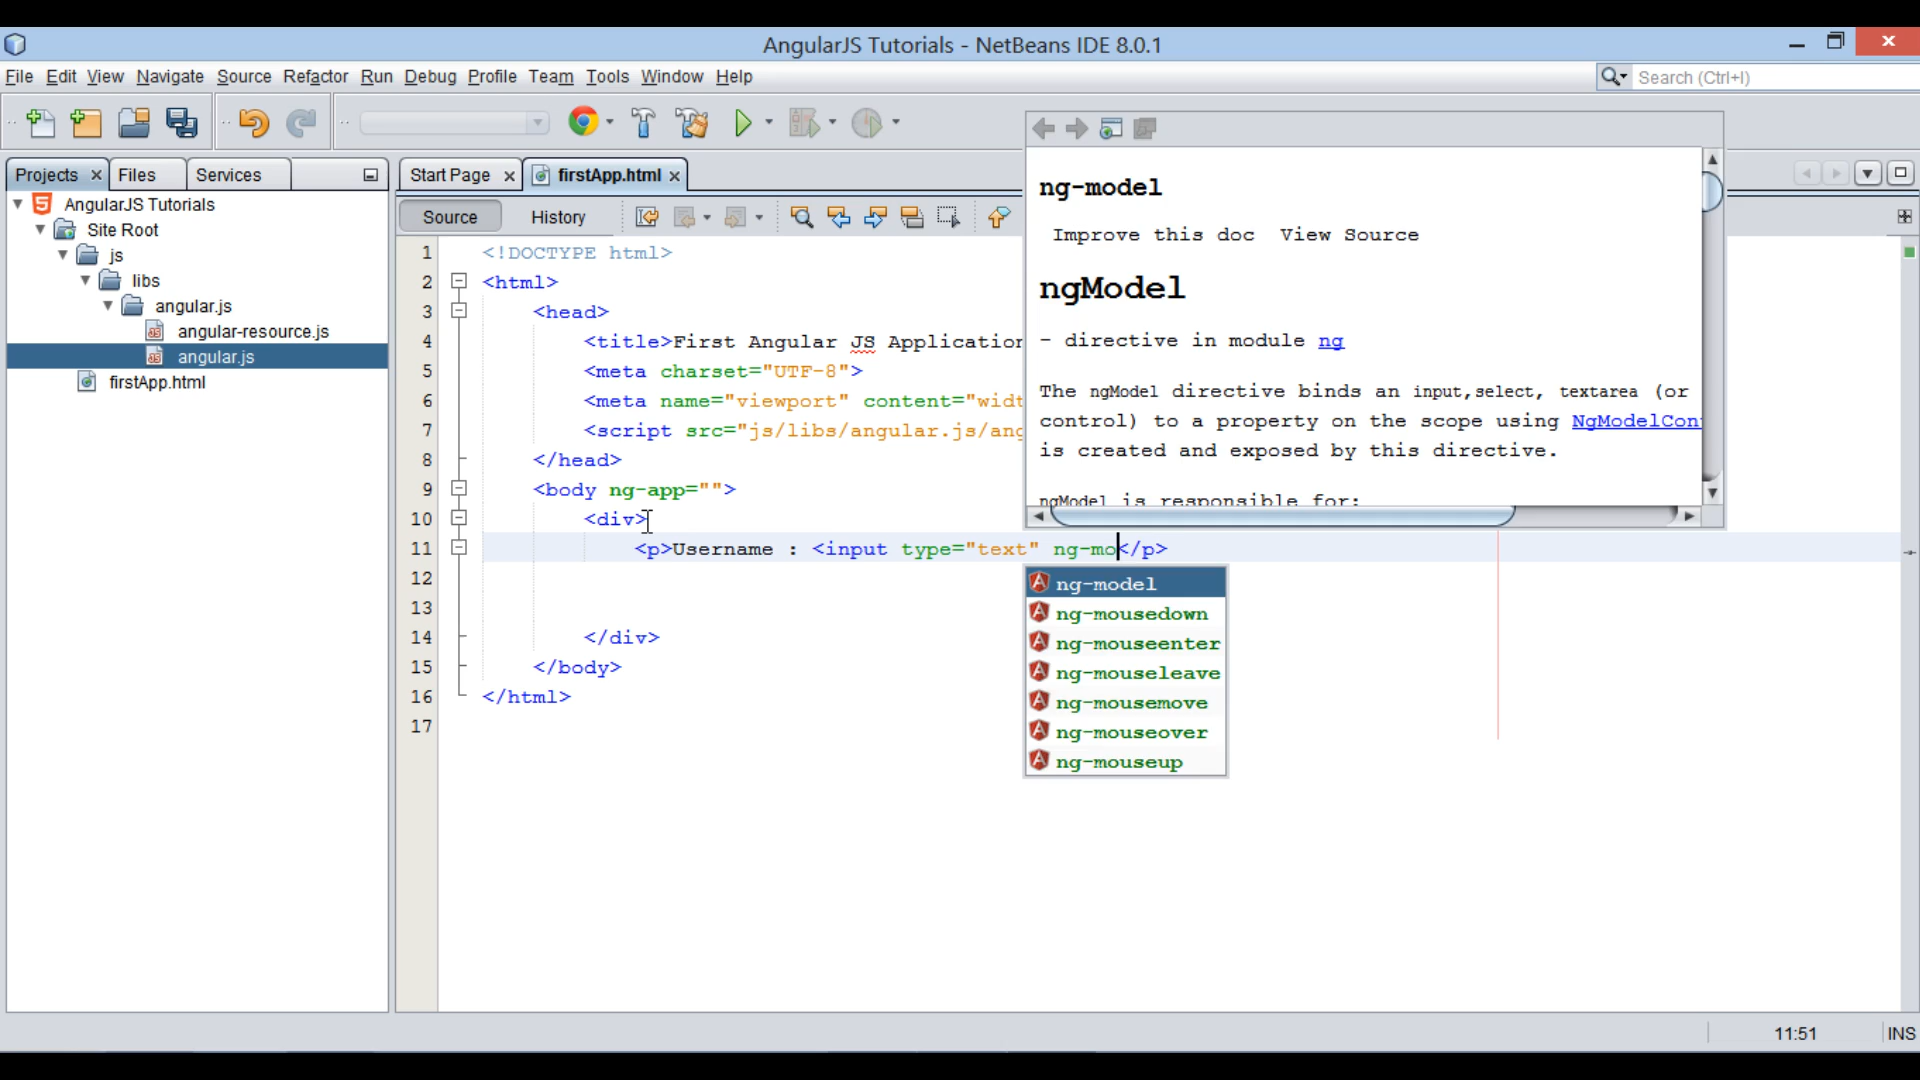 AngularJS Tutorials - NetBeans IDE 8.0.1
File Edit View Navigate Source Refactor Run Debug Profile Team Tools Window Help
Search (Ctrl+I)
Projects Files Services
AngularJS Tutorials
Site Root
js
libs
angular.js
angular-resource.js
angular.js
firstApp.html
Start Page firstApp.html
Source History
1 <!DOCTYPE html>
2 <html>
3 <head>
4 <title>First Angular JS Application
5 <meta charset="UTF-8">
6 <meta name="viewport" content="widt
7 <script src="js/libs/angular.js/ang
8 </head>
9 <body ng-app="">
10 <div>
11 <p>Username : <input type="text" ng-mo</p>
12
13
14 </div>
15 </body>
16 </html>
17
ng-model
Improve this doc View Source
ngModel
- directive in module ng
The ngModel directive binds an input,select, textarea (or
control) to a property on the scope using NgModelCon
is created and exposed by this directive.
ngModel is responsible for:
ng-model
ng-mousedown
ng-mouseenter
ng-mouseleave
ng-mousemove
ng-mouseover
ng-mouseup
11:51 INS